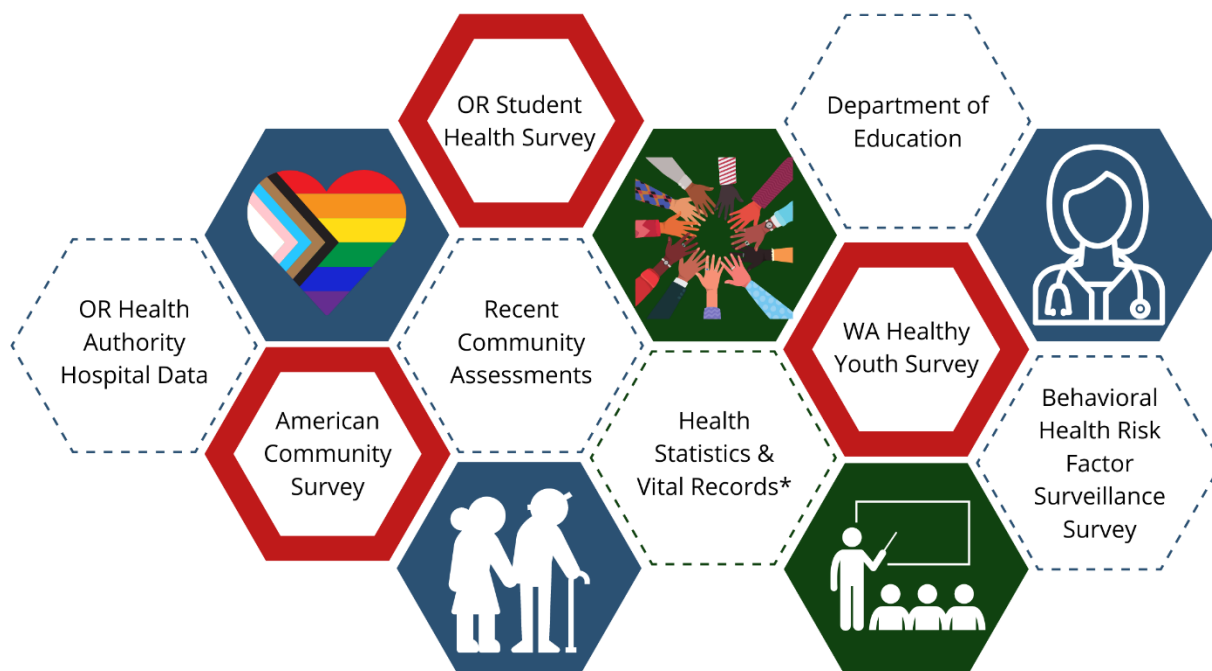 OR Student
Health Survey
Department of
Education
OR Health
Authority
Hospital Data
Recent
Community
Assessments
WA Healthy
Youth Survey
American
Community
Survey
Health
Statistics &
Vital Records*
Behavioral
Health Risk
Factor
Surveillance
Survey